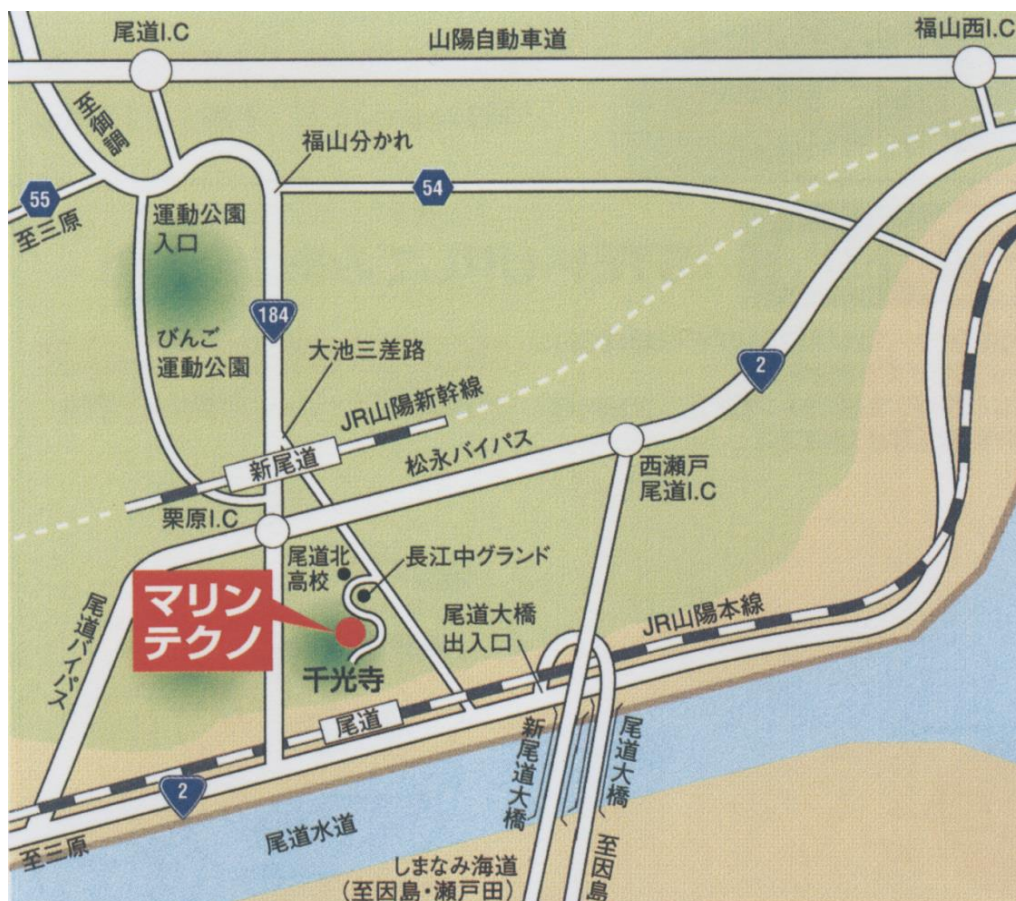 尾道I.C
山陽自動車道
福山西I.C
至御調
福山分かれ
55
54
至三原
運動公園
入口
184
びんご
運動公園
大池三差路
2
JR山陽新幹線
新尾道
松永バイパス
西瀬戸
尾道I.C
栗原I.C
尾道北
高校
長江中グランド
マリン
テクノ
尾道バイパス
尾道大橋
出入口
JR山陽本線
千光寺
尾道
新尾道大橋
尾道大橋
2
尾道水道
至三原
しまなみ海道
(至因島・瀬戸田)
至因島